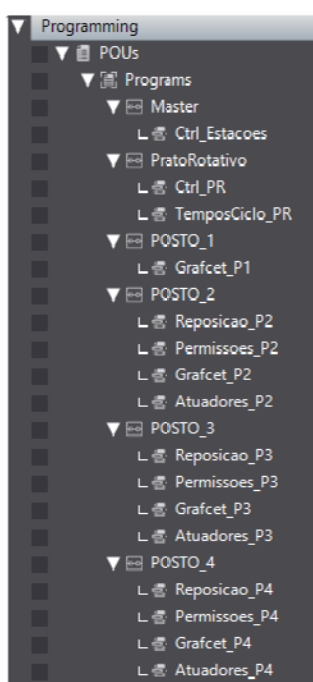 Programming
POUs
Programs
Master
Ctrl_Estacoes
PratoRotativo
Ctrl_PR
TemposCiclo_PR
POSTO_1
Grafcet_P1
POSTO_2
Reposicao_P2
Permissoes_P2
Grafcet_P2
Atuadores_P2
POSTO_3
Reposicao_P3
Permissoes_P3
Grafcet_P3
Atuadores_P3
POSTO_4
Reposicao_P4
Permissoes_P4
Grafcet_P4
Atuadores_P4